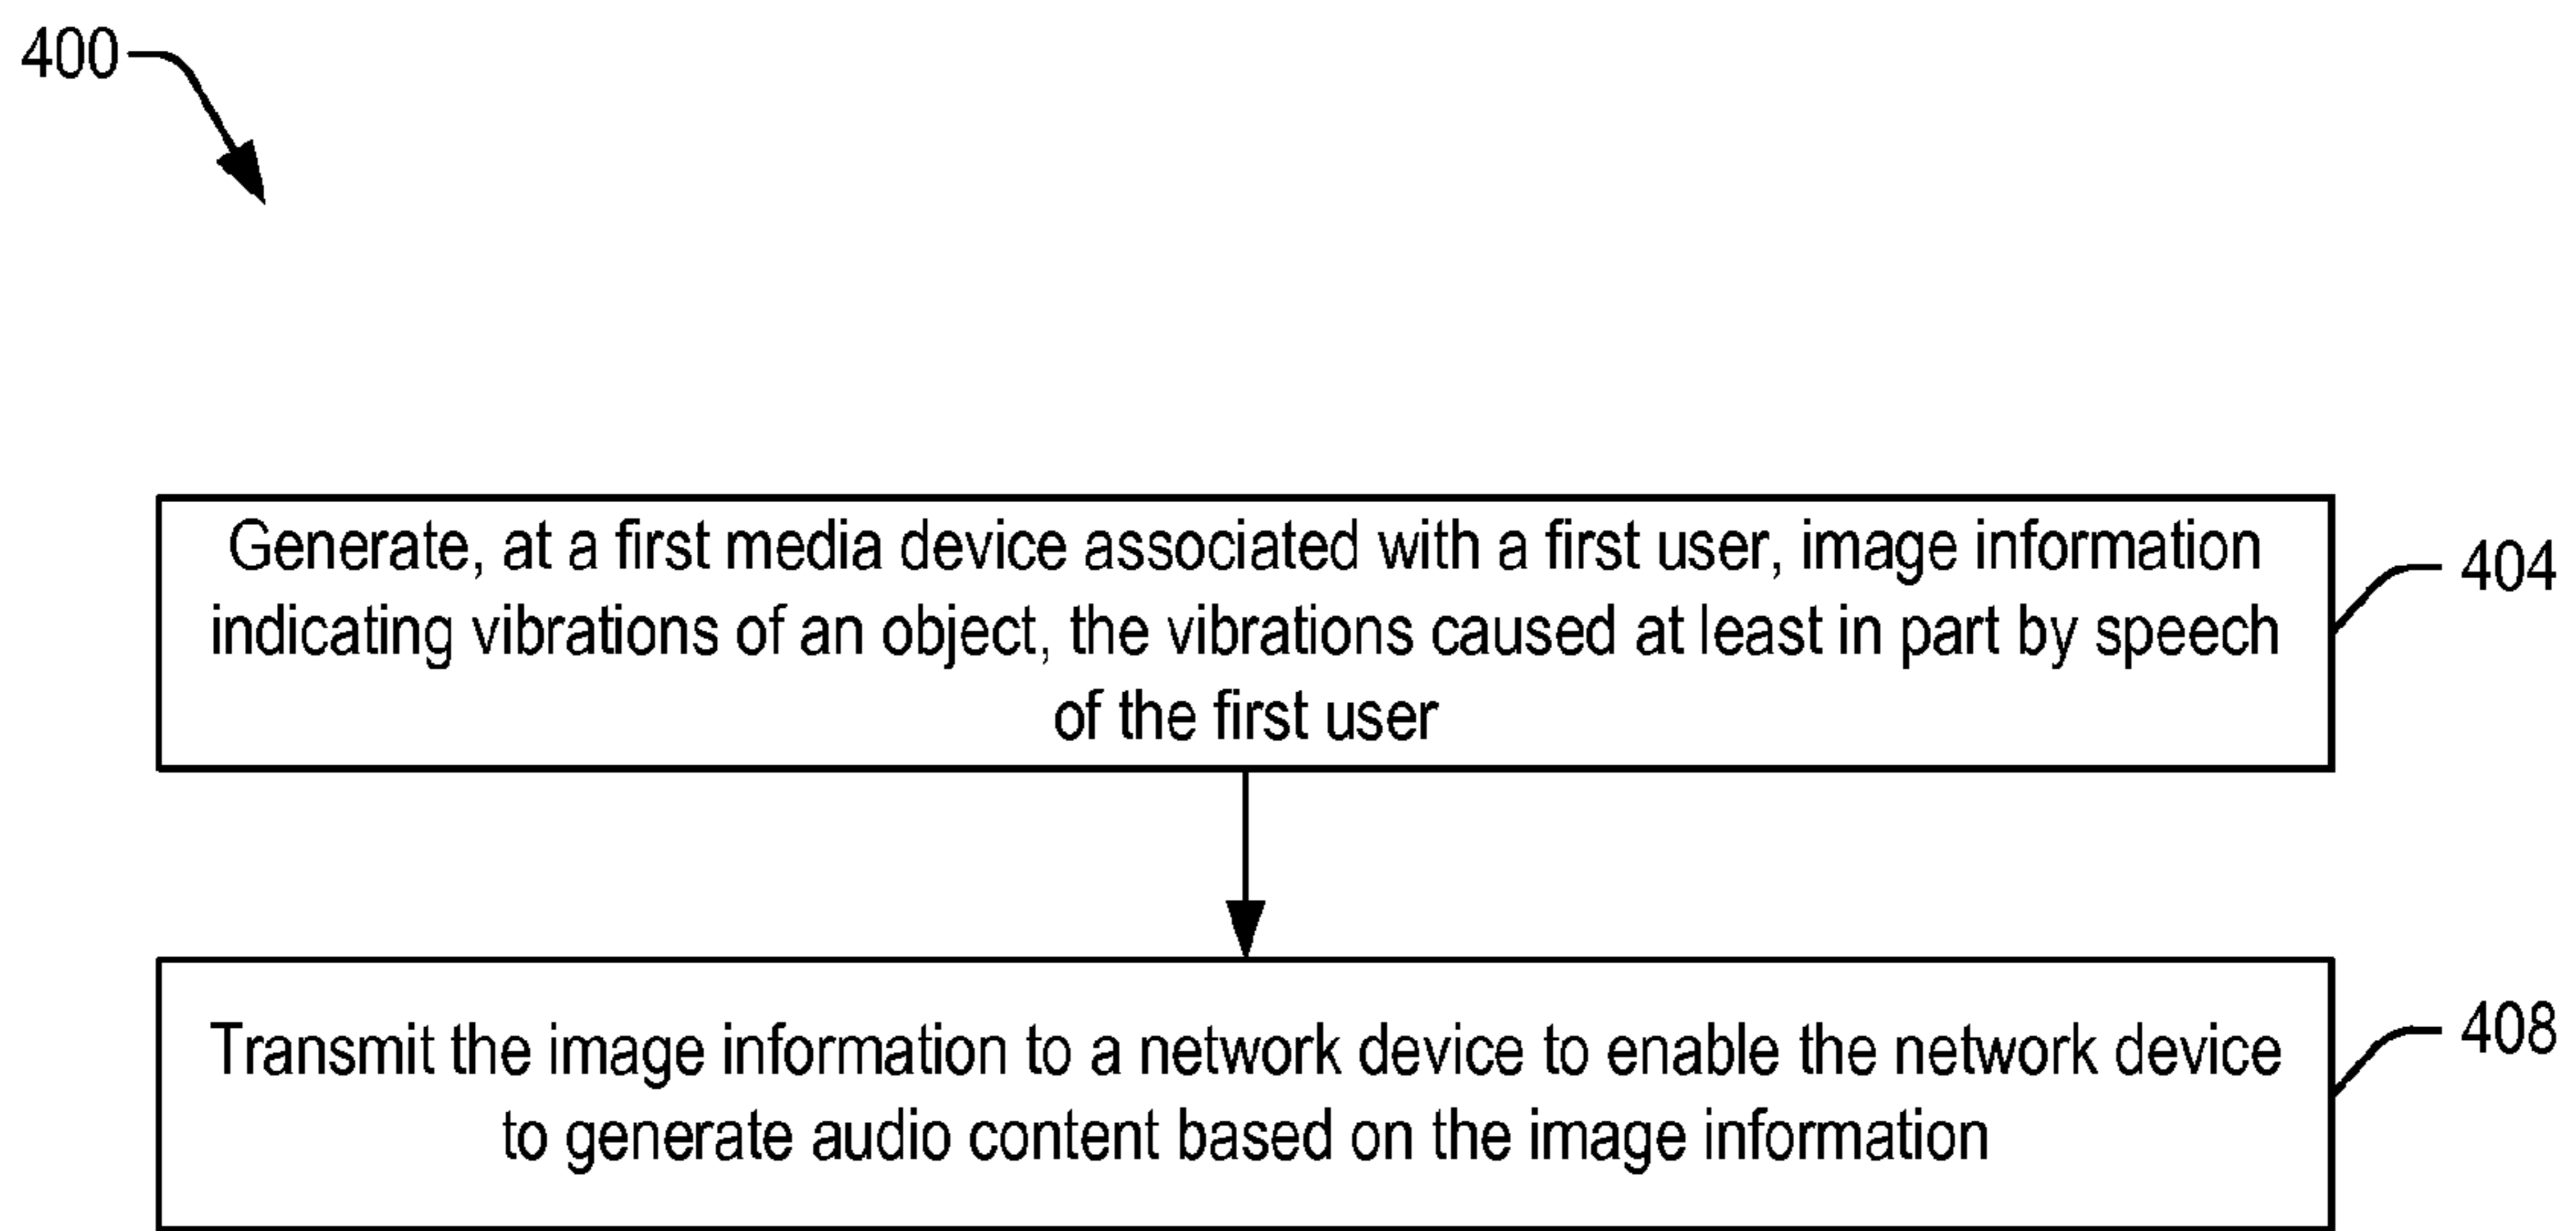 400
Generate, at a first media device associated with a first user, image information
indicating vibrations of an object, the vibrations caused at least in part by speech
of the first user
404
Transmit the image information to a network device to enable the network device
to generate audio content based on the image information
408